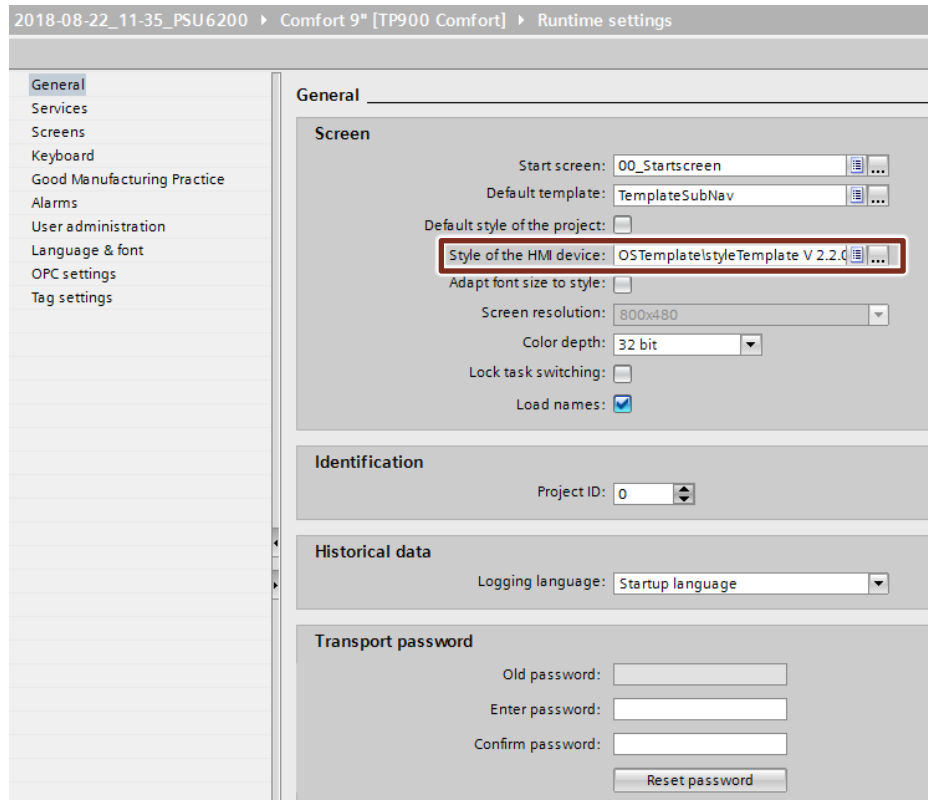 2018-08-22_11-35_PSU6200 ▸ Comfort 9" [TP900 Comfort] ▸ Runtime settings
General
Services
Screens
Keyboard
Good Manufacturing Practice
Alarms
User administration
Language & font
OPC settings
Tag settings
General
Screen
Start screen: 00_Startscreen ...
Default template: TemplateSubNav ...
Default style of the project:
Style of the HMI device: OSTemplate\styleTemplate V 2.2.0 ...
Adapt font size to style:
Screen resolution: 800x480
Color depth: 32 bit
Lock task switching:
Load names:
Identification
Project ID: 0
Historical data
Logging language: Startup language
Transport password
Old password:
Enter password:
Confirm password:
Reset password